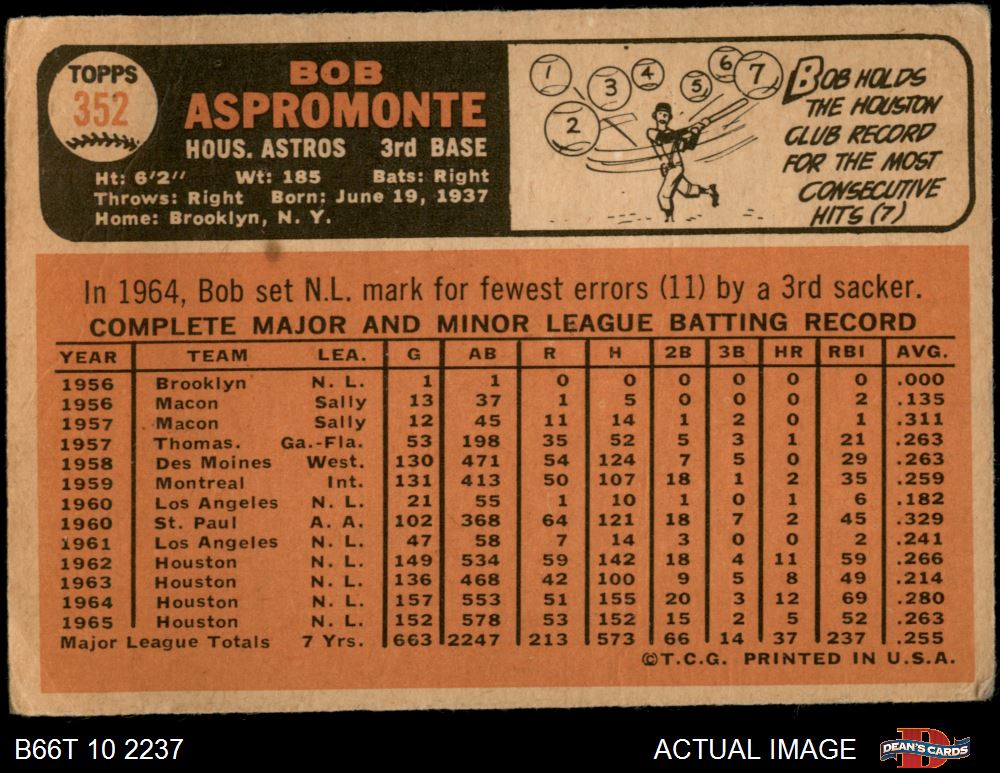 TOPPS
352
BOB
ASPROMONTE
HOUS. ASTROS 3rd BASE
Ht: 6'2" Wt: 185 Bats: Right
Throws: Right Born: June 19, 1937
Home: Brooklyn, N. Y.
1 2 3 4 5 6 7
BOB HOLDS
THE HOUSTON
CLUB RECORD
FOR THE MOST
CONSECUTIVE
HITS (7)
In 1964, Bob set N.L. mark for fewest errors (11) by a 3rd sacker.
COMPLETE MAJOR AND MINOR LEAGUE BATTING RECORD
YEAR TEAM LEA. G AB R H 2B 3B HR RBI AVG.
1956 Brooklyn N. L. 1 1 0 0 0 0 0 0 .000
1956 Macon Sally 13 37 1 5 0 0 0 2 .135
1957 Macon Sally 12 45 11 14 1 2 0 1 .311
1957 Thomas. Ga.-Fla. 53 198 35 52 5 3 1 21 .263
1958 Des Moines West. 130 471 54 124 7 5 0 29 .263
1959 Montreal Int. 131 413 50 107 18 1 2 35 .259
1960 Los Angeles N. L. 21 55 1 10 1 0 1 6 .182
1960 St. Paul A. A. 102 368 64 121 18 7 2 45 .329
1961 Los Angeles N. L. 47 58 7 14 3 0 0 2 .241
1962 Houston N. L. 149 534 59 142 18 4 11 59 .266
1963 Houston N. L. 136 468 42 100 9 5 8 49 .214
1964 Houston N. L. 157 553 51 155 20 3 12 69 .280
1965 Houston N. L. 152 578 53 152 15 2 5 52 .263
Major League Totals 7 Yrs. 663 2247 213 573 66 14 37 237 .255
©T.C.G. PRINTED IN U.S.A.
B66T 10 2237 ACTUAL IMAGE DEAN'S CARDS